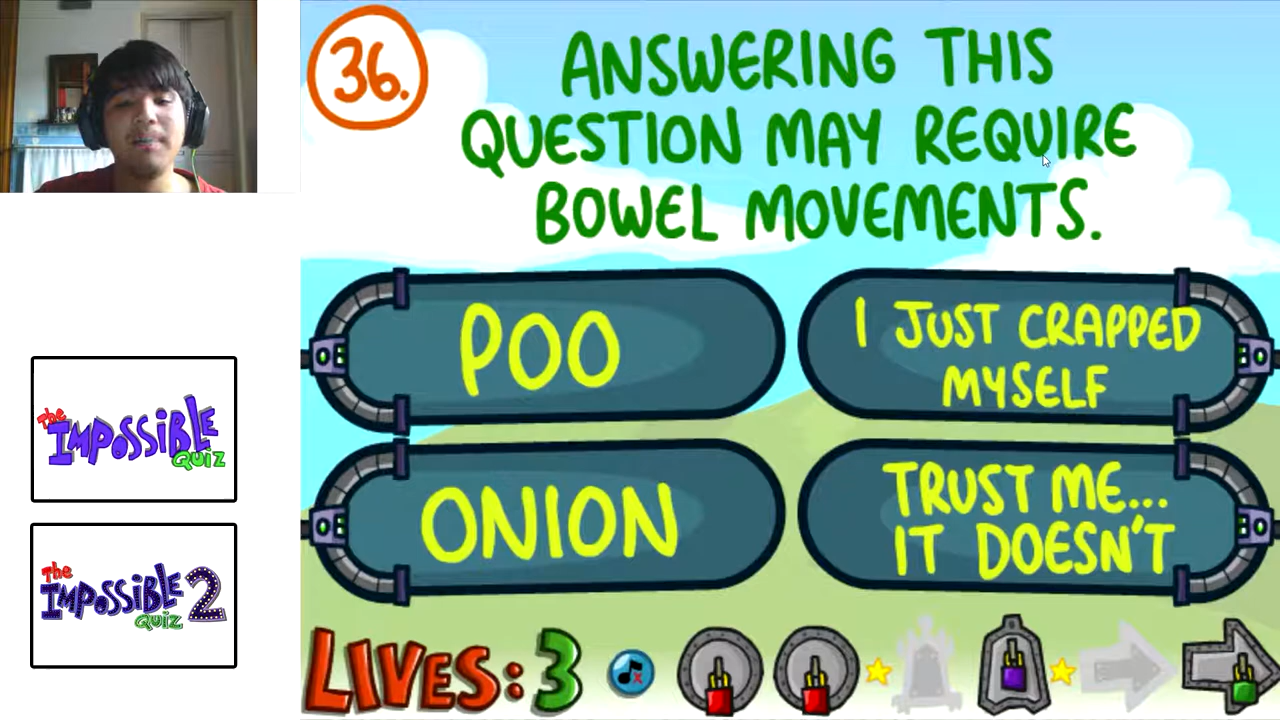 36.
ANSWERING THIS
QUESTION MAY REQUIRE
BOWEL MOVEMENTS.
POO
I JUST CRAPPED
MYSELF
ONION
TRUST ME...
IT DOESN'T
The
IMPOSSiBLE
QUiZ
The
IMPOSSiBLE 2
QUiZ
LIVES: 3